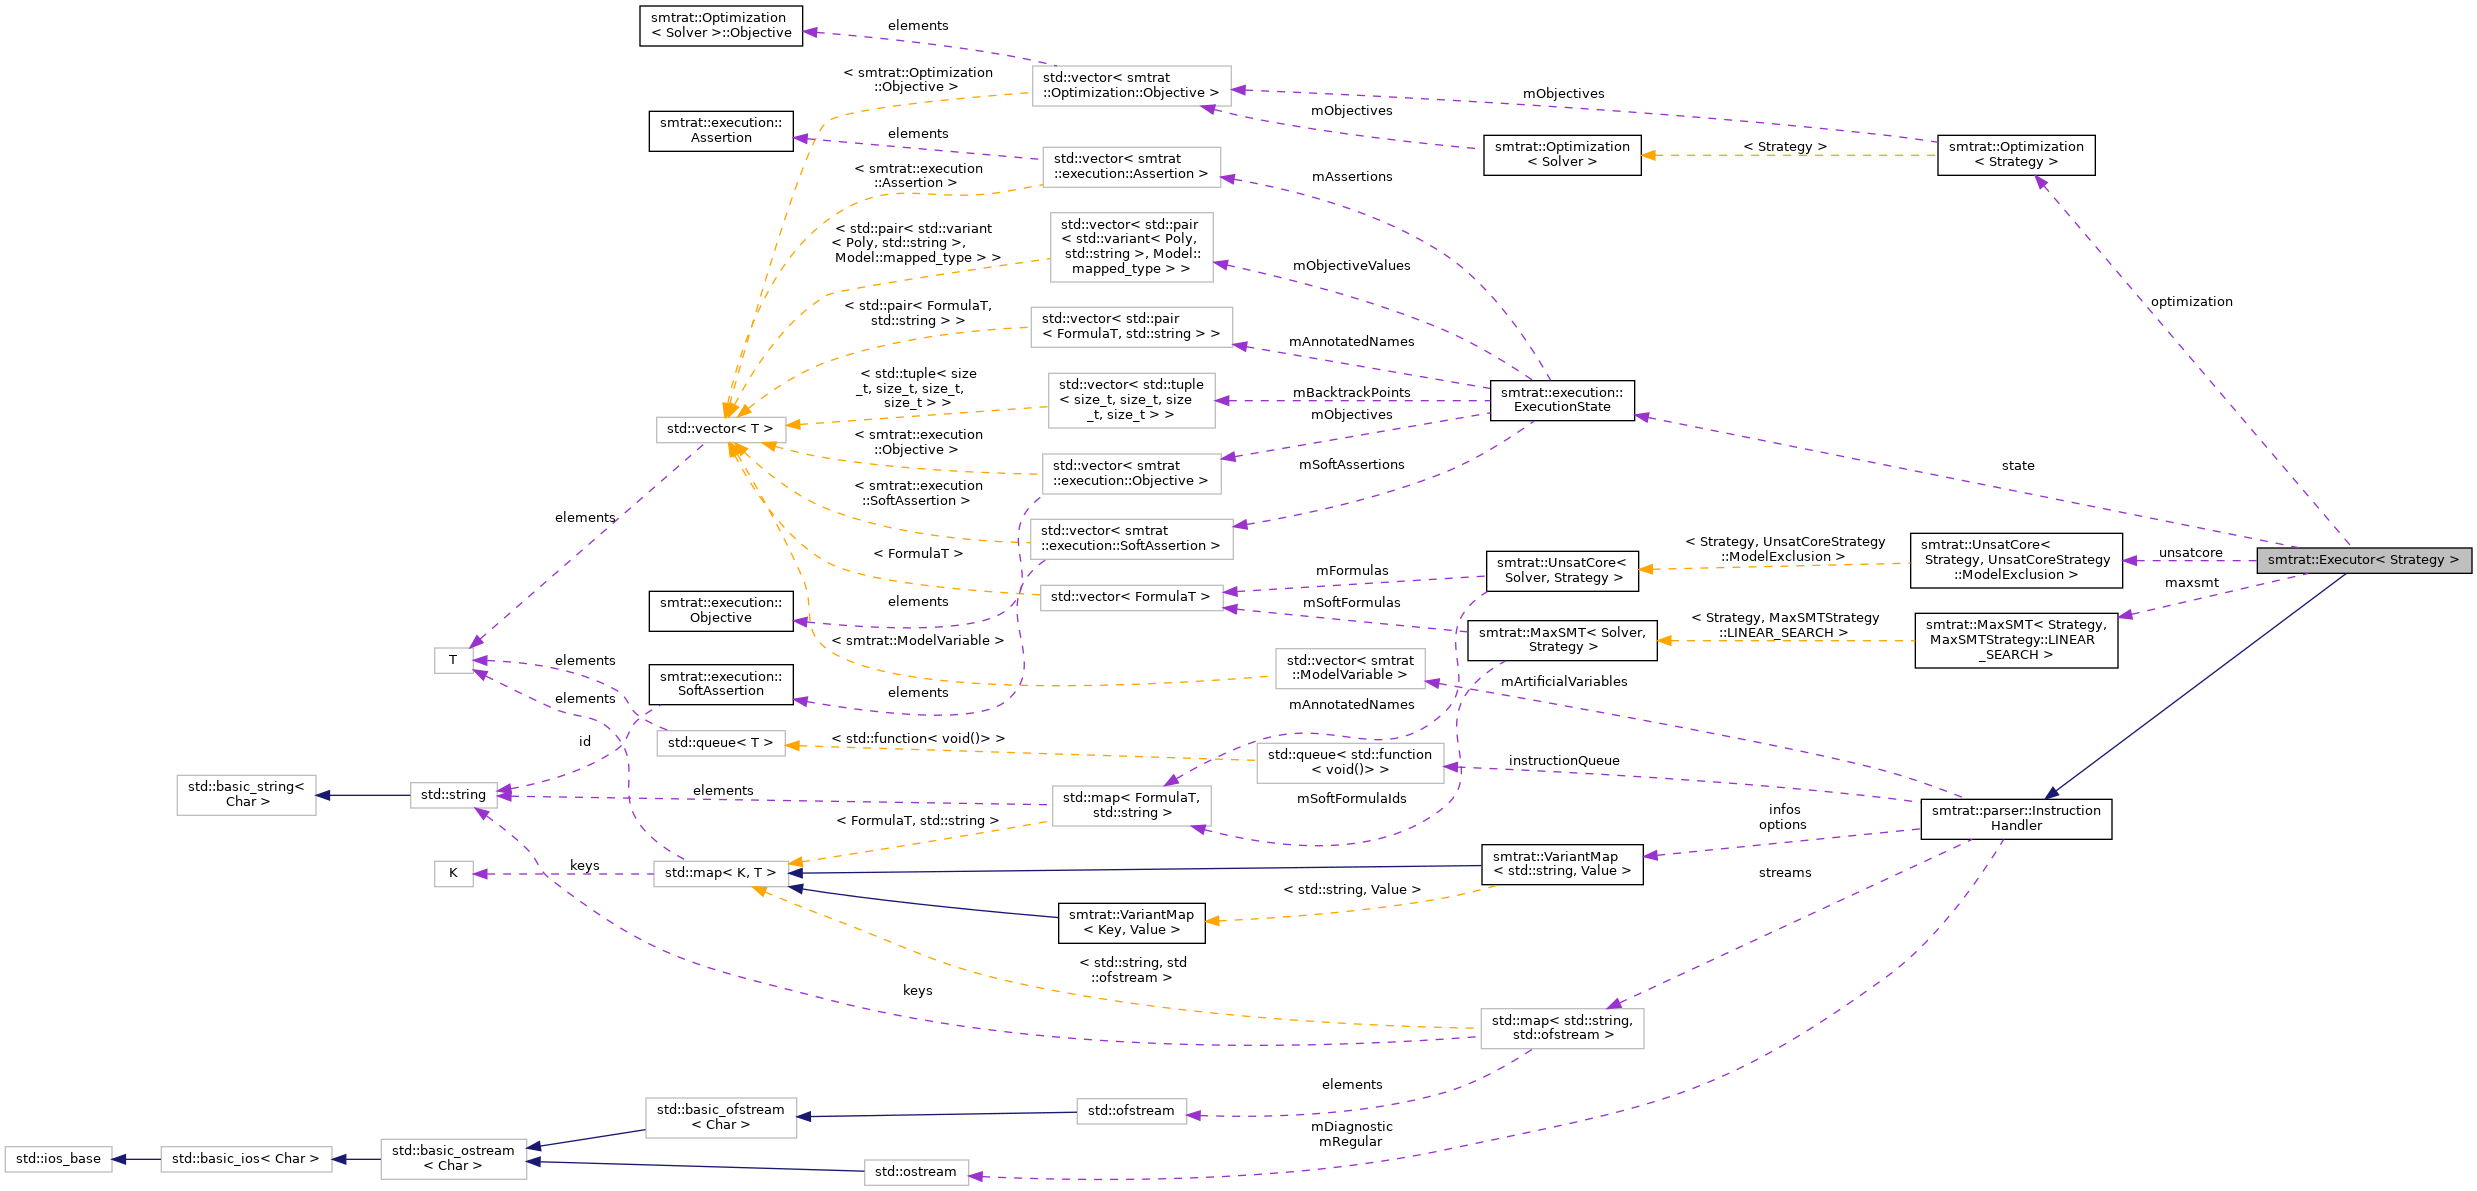 smtrat::Optimization
< Solver >::Objective
elements
< smtrat::Optimization
::Objective >
std::vector< smtrat
::Optimization::Objective >
mObjectives
mObjectives
smtrat::execution::
Assertion
elements
smtrat::Optimization
< Solver >
< Strategy >
smtrat::Optimization
< Strategy >
std::vector< smtrat
::execution::Assertion >
< smtrat::execution
::Assertion >
mAssertions
std::vector< std::pair
< std::variant< Poly,
std::string >, Model::
mapped_type > >
< std::pair< std::variant
< Poly, std::string >,
Model::mapped_type > >
mObjectiveValues
optimization
< std::pair< FormulaT,
std::string > >
std::vector< std::pair
< FormulaT, std::string > >
mAnnotatedNames
< std::tuple< size
_t, size_t, size_t,
size_t > >
std::vector< std::tuple
< size_t, size_t, size
_t, size_t > >
mBacktrackPoints
mObjectives
smtrat::execution::
ExecutionState
std::vector< T >
< smtrat::execution
::Objective >
std::vector< smtrat
::execution::Objective >
mSoftAssertions
state
< smtrat::execution
::SoftAssertion >
elements
std::vector< smtrat
::execution::SoftAssertion >
< FormulaT >
smtrat::UnsatCore<
Solver, Strategy >
< Strategy, UnsatCoreStrategy
::ModelExclusion >
smtrat::UnsatCore<
Strategy, UnsatCoreStrategy
::ModelExclusion >
unsatcore
smtrat::Executor< Strategy >
maxsmt
mFormulas
std::vector< FormulaT >
mSoftFormulas
smtrat::execution::
Objective
elements
smtrat::MaxSMT< Solver,
Strategy >
< Strategy, MaxSMTStrategy
::LINEAR_SEARCH >
smtrat::MaxSMT< Strategy,
MaxSMTStrategy::LINEAR
_SEARCH >
< smtrat::ModelVariable >
T
elements
elements
smtrat::execution::
SoftAssertion
elements
std::vector< smtrat
::ModelVariable >
mArtificialVariables
mAnnotatedNames
id
std::queue< T >
< std::function< void()> >
std::queue< std::function
< void()> >
instructionQueue
std::basic_string<
Char >
std::string
elements
std::map< FormulaT,
std::string >
mSoftFormulaIds
< FormulaT, std::string >
infos
options
smtrat::parser::Instruction
Handler
K
keys
std::map< K, T >
smtrat::VariantMap
< std::string, Value >
< std::string, Value >
streams
smtrat::VariantMap
< Key, Value >
< std::string, std
::ofstream >
keys
std::map< std::string,
std::ofstream >
elements
std::basic_ofstream
< Char >
std::ofstream
mDiagnostic
mRegular
std::ios_base
std::basic_ios< Char >
std::basic_ostream
< Char >
std::ostream